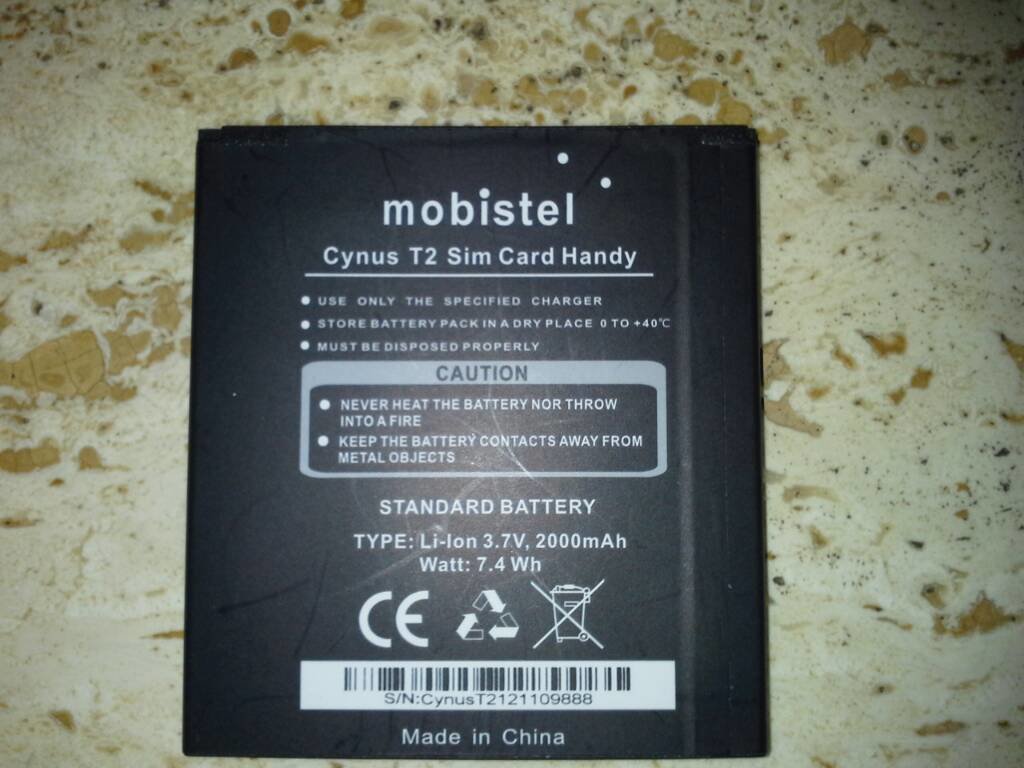 mobistel
Cynus T2 Sim Card Handy
USE ONLY THE SPECIFIED CHARGER
STORE BATTERY PACK IN A DRY PLACE 0 TO +40℃
MUST BE DISPOSED PROPERLY
CAUTION
NEVER HEAT THE BATTERY NOR THROW
INTO A FIRE
KEEP THE BATTERY CONTACTS AWAY FROM
METAL OBJECTS
STANDARD BATTERY
TYPE: Li-Ion 3.7V, 2000mAh
Watt: 7.4 Wh
CE
S/N:CynusT2121109888
Made in China